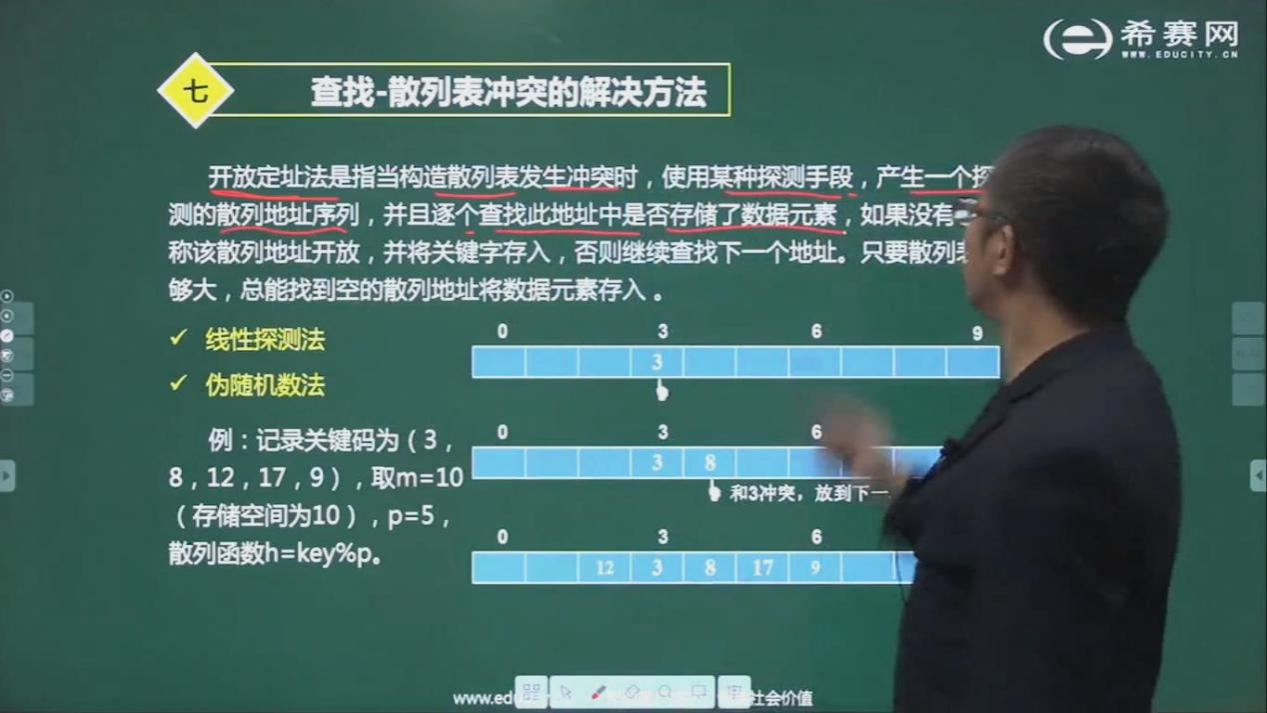 希赛网
WWW.EDUCITY.CN
七
查找-散列表冲突的解决方法
开放定址法是指当构造散列表发生冲突时，使用某种探测手段，产生一个探
测的散列地址序列，并且逐个查找此地址中是否存储了数据元素，如果没有
称该散列地址开放，并将关键字存入，否则继续查找下一个地址。只要散列表
够大，总能找到空的散列地址将数据元素存入 。
✓ 线性探测法
✓ 伪随机数法
0 3 6 9
3
例：记录关键码为（3，
8，12，17，9），取m=10
（存储空间为10），p=5，
散列函数h=key%p。
0 3 6
3 8
和3冲突，放到下一
0 3 6
12 3 8 17 9
www.edu
社会价值